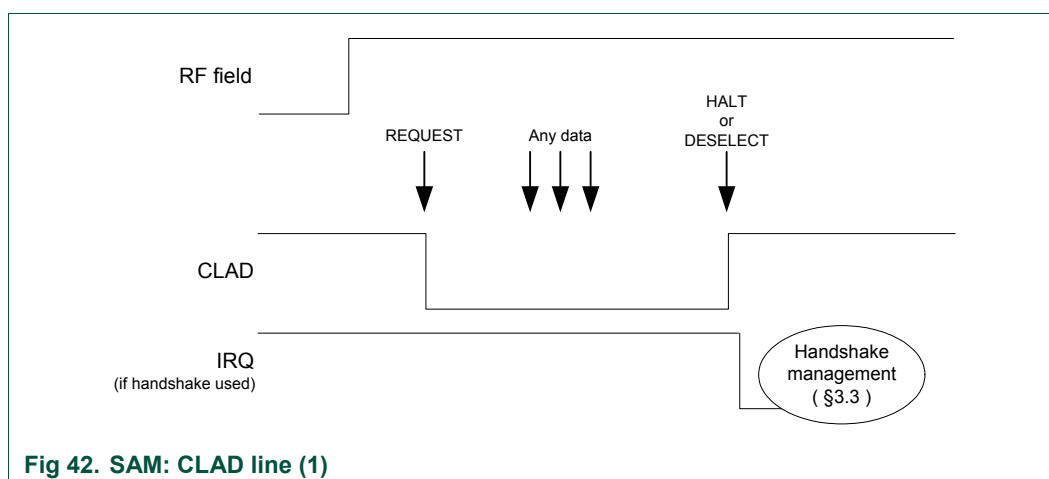 RF field
HALT
or
DESELECT
REQUEST
Any data
CLAD
IRQ
(if handshake used)
Handshake
management
( §3.3 )
Fig 42. SAM: CLAD line (1)